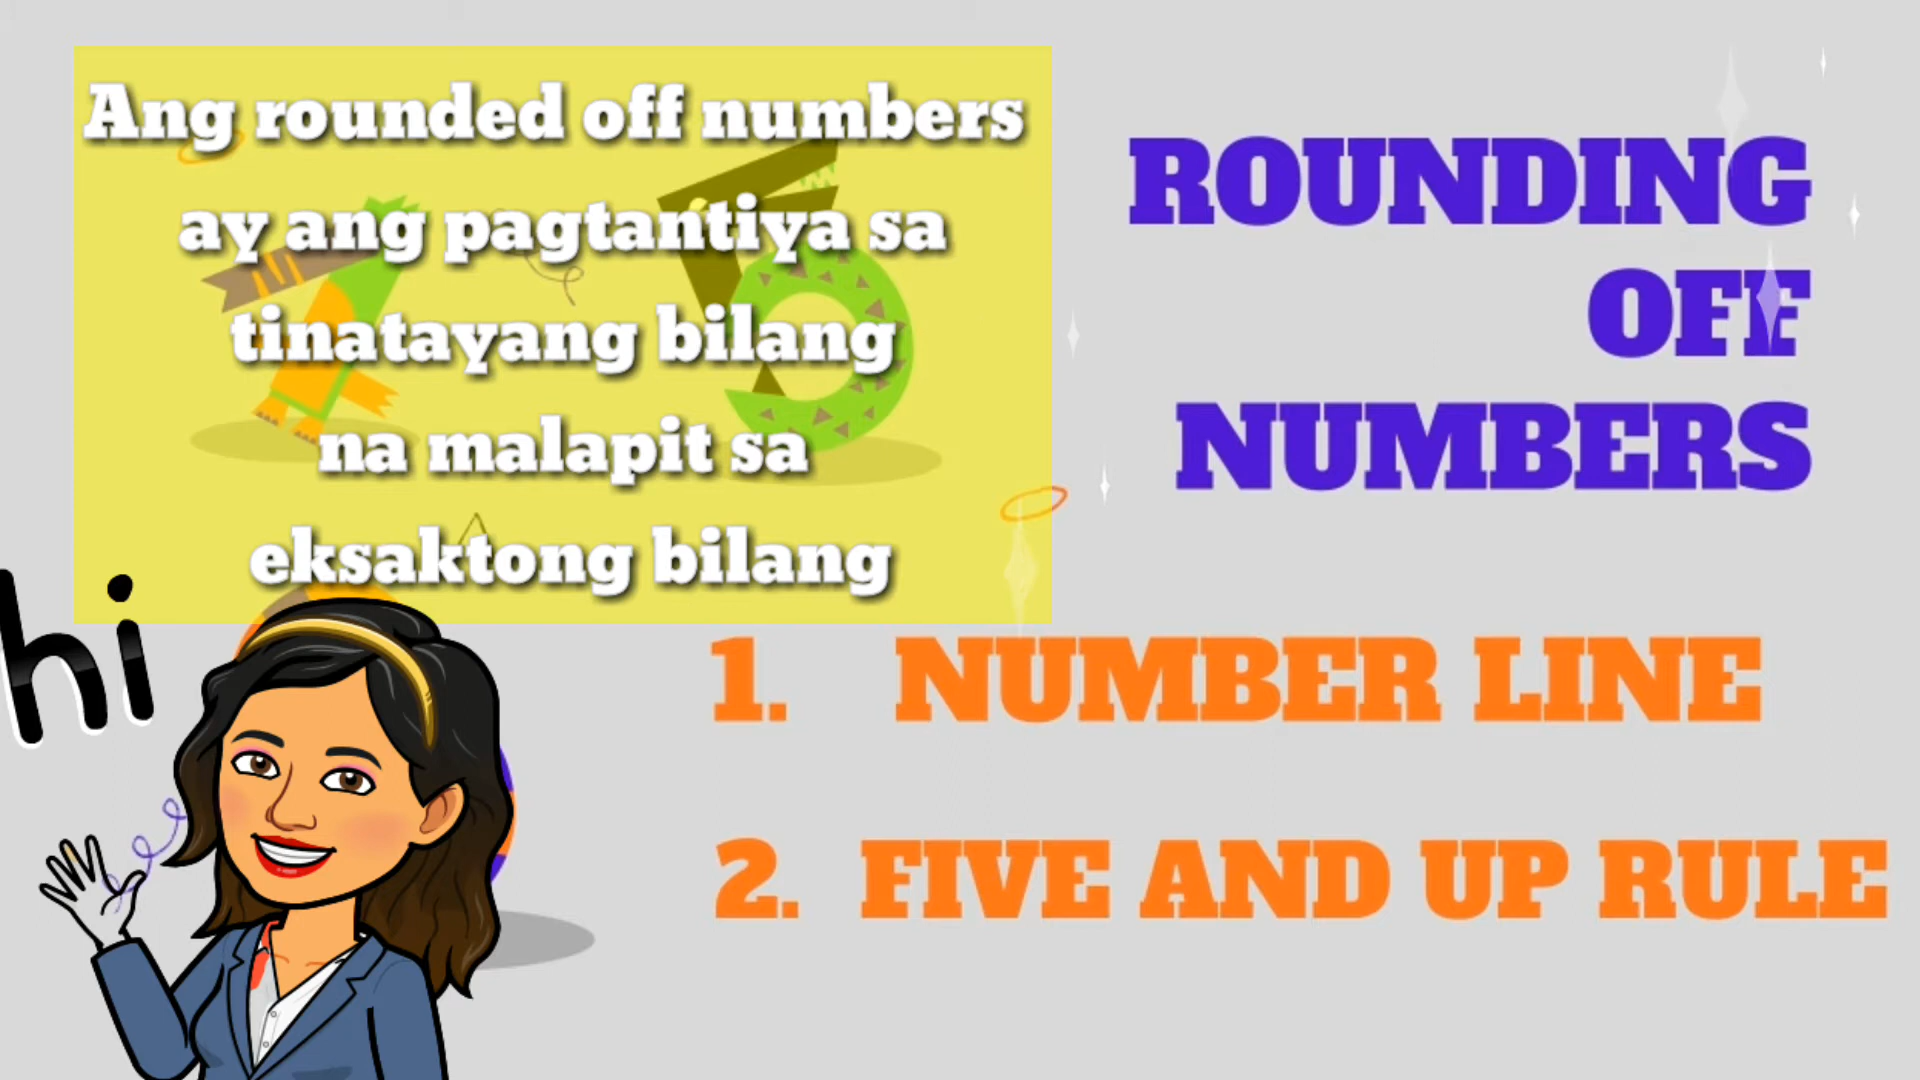 Ang rounded off numbers
ay ang pagtantiya sa
tinatayang bilang
na malapit sa
eksaktong bilang
ROUNDING
OFF
NUMBERS
hi
1. NUMBER LINE
2. FIVE AND UP RULE